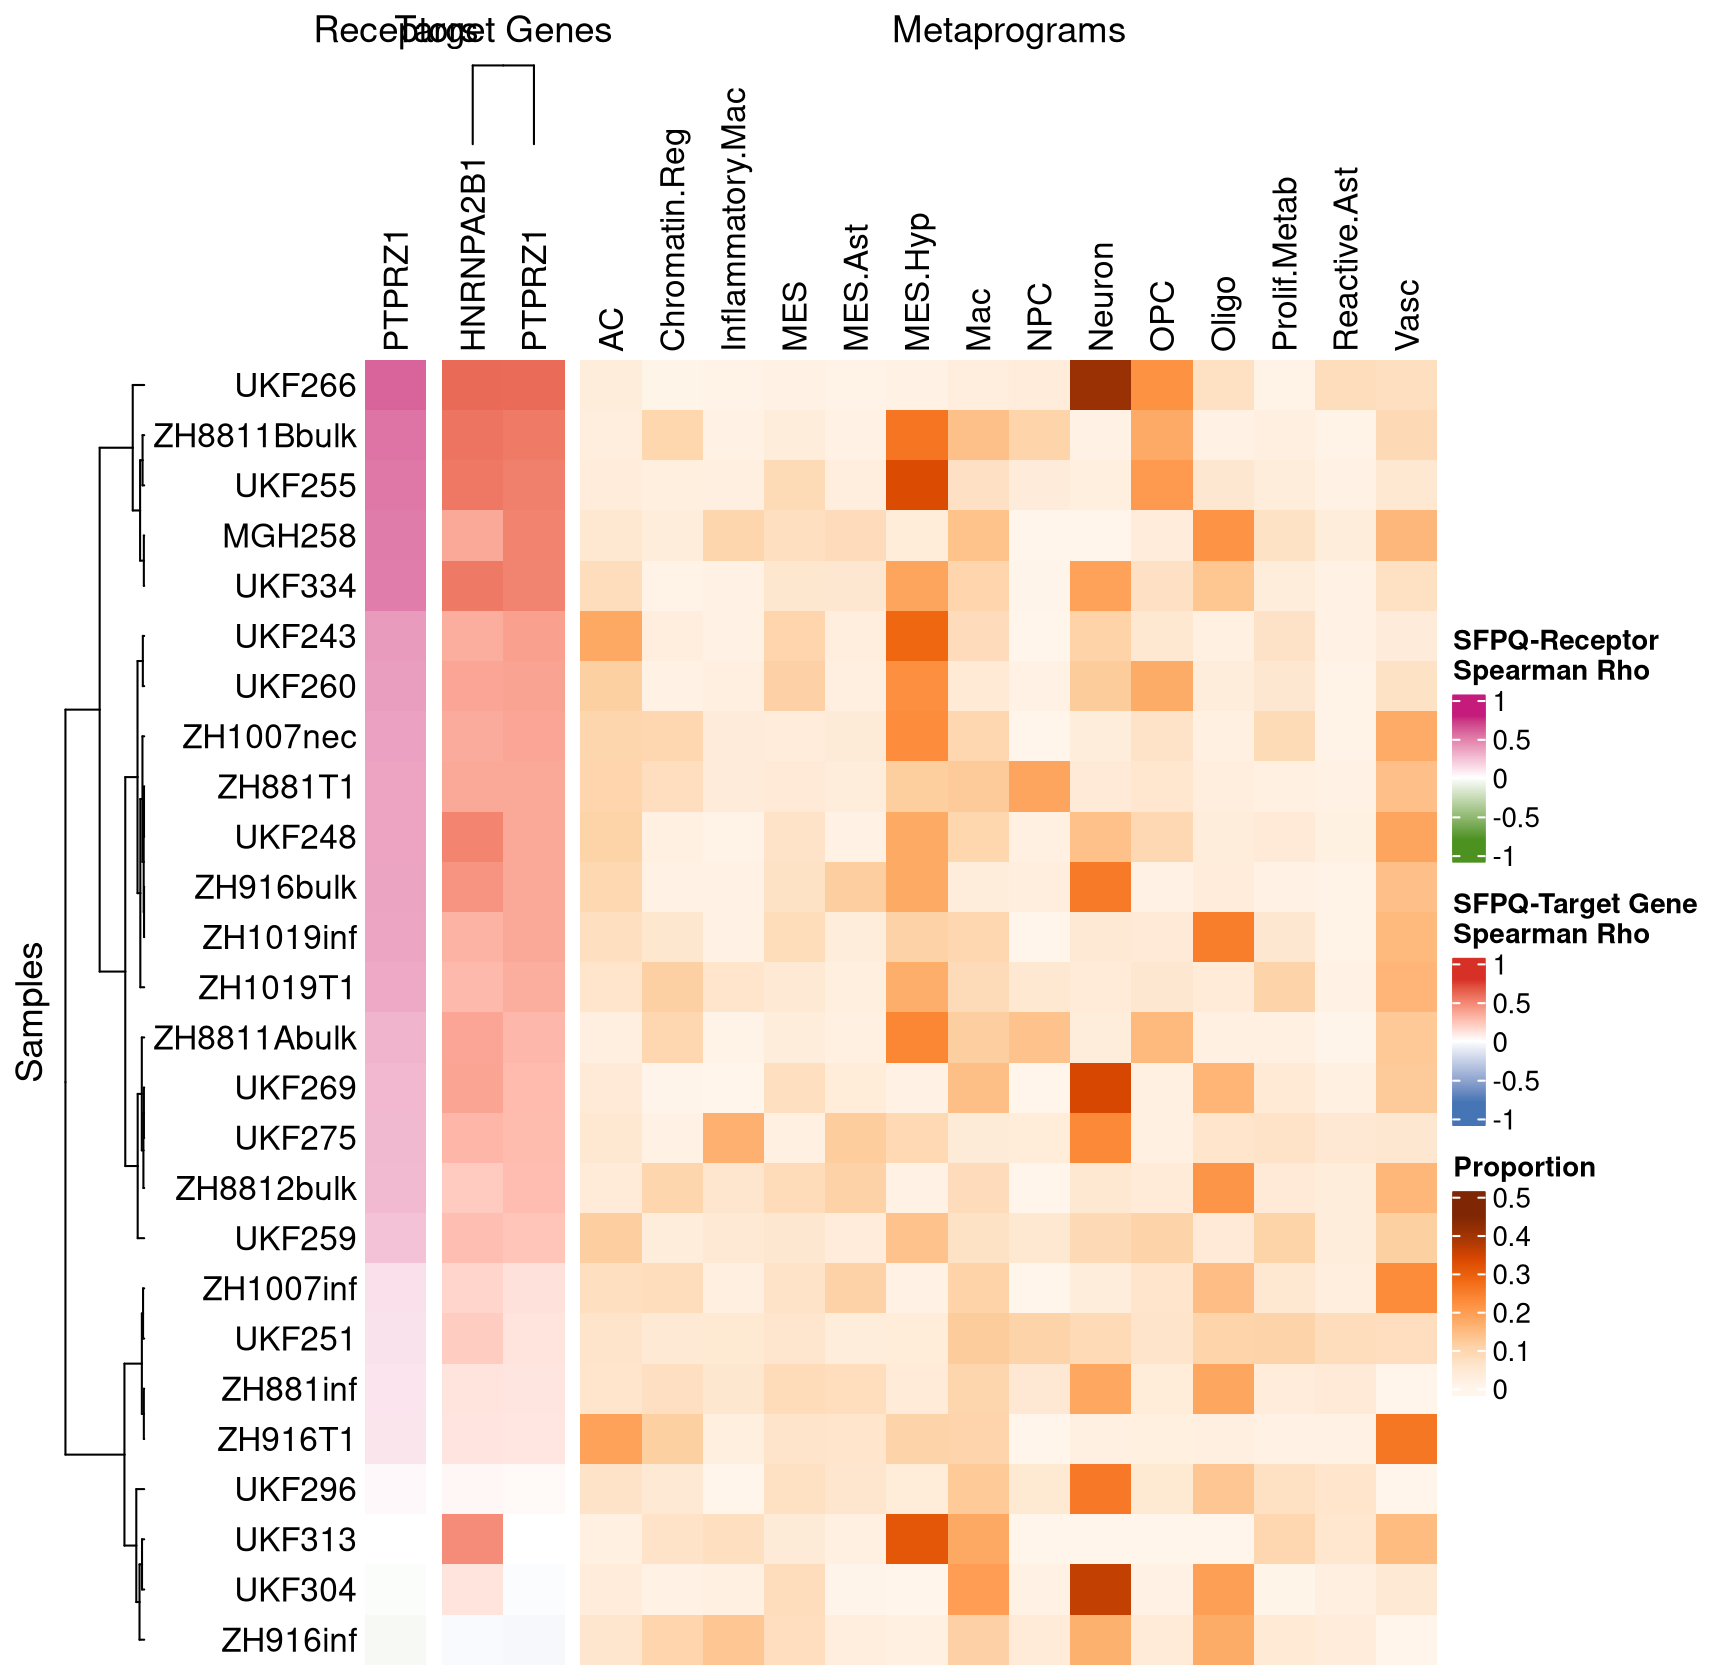 Receptors
Target Genes
Metaprograms
PTPRZ1
HNRNPA2B1
PTPRZ1
AC
Chromatin.Reg
Inflammatory.Mac
MES
MES.Ast
MES.Hyp
Mac
NPC
Neuron
OPC
Oligo
Prolif.Metab
Reactive.Ast
Vasc
Samples
UKF266
ZH8811Bbulk
UKF255
MGH258
UKF334
UKF243
UKF260
ZH1007nec
ZH881T1
UKF248
ZH916bulk
ZH1019inf
ZH1019T1
ZH8811Abulk
UKF269
UKF275
ZH8812bulk
UKF259
ZH1007inf
UKF251
ZH881inf
ZH916T1
UKF296
UKF313
UKF304
ZH916inf
SFPQ-Receptor
Spearman Rho
1
0.5
0
-0.5
-1
SFPQ-Target Gene
Spearman Rho
1
0.5
0
-0.5
-1
Proportion
0.5
0.4
0.3
0.2
0.1
0